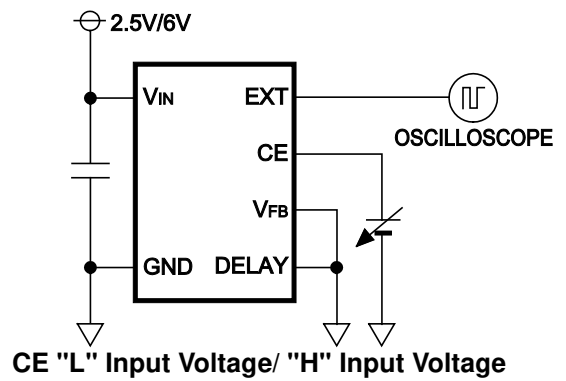 2.5V/6V
VIN
EXT
OSCILLOSCOPE
CE
VFB
GND
DELAY
CE "L" Input Voltage/ "H" Input Voltage